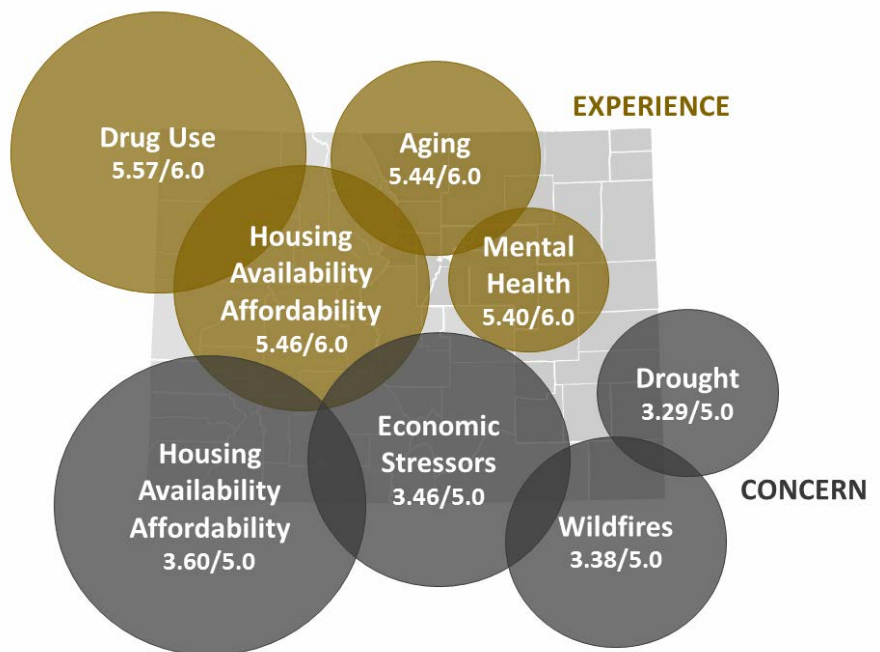 EXPERIENCE
Drug Use
5.57/6.0
Aging
5.44/6.0
Housing
Availability
Affordability
5.46/6.0
Mental
Health
5.40/6.0
Drought
3.29/5.0
Economic
Stressors
3.46/5.0
Housing
Availability
Affordability
3.60/5.0
CONCERN
Wildfires
3.38/5.0